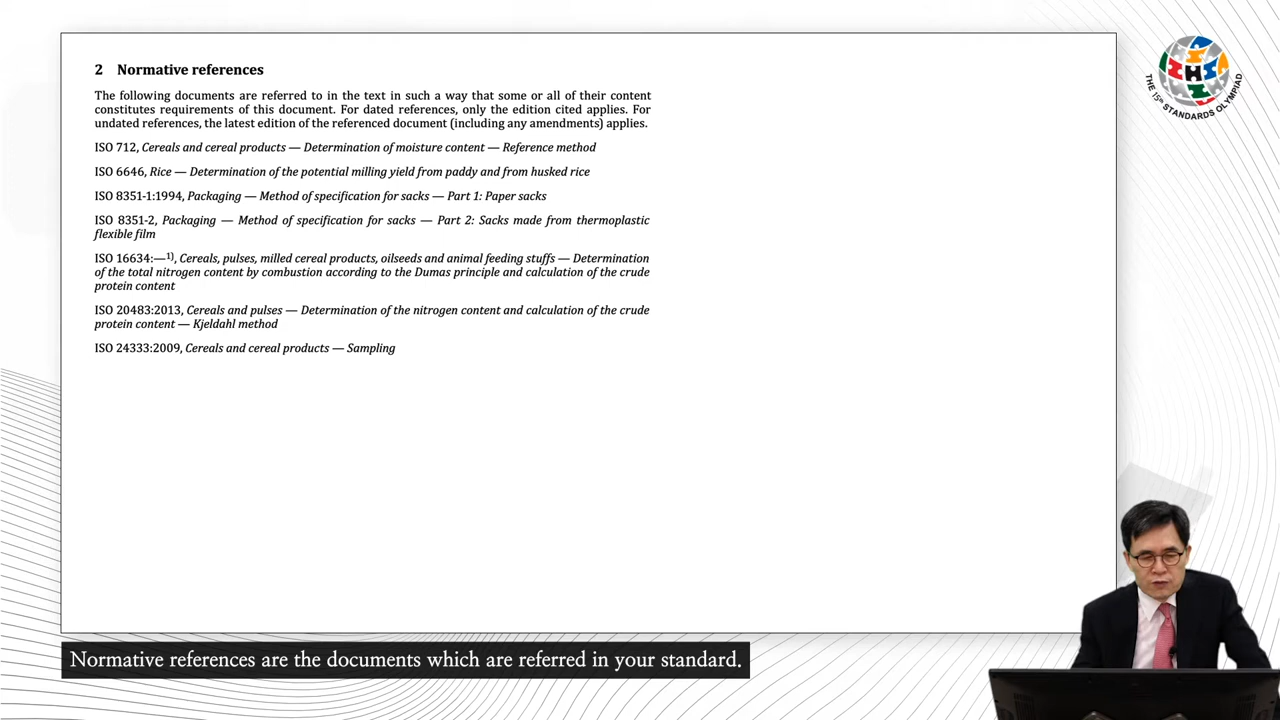 2 Normative references
The following documents are referred to in the text in such a way that some or all of their content
constitutes requirements of this document. For dated references, only the edition cited applies. For
undated references, the latest edition of the referenced document (including any amendments) applies.
ISO 712, Cereals and cereal products — Determination of moisture content — Reference method
ISO 6646, Rice — Determination of the potential milling yield from paddy and from husked rice
ISO 8351-1:1994, Packaging — Method of specification for sacks — Part 1: Paper sacks
ISO 8351-2, Packaging — Method of specification for sacks — Part 2: Sacks made from thermoplastic
flexible film
ISO 16634:—1), Cereals, pulses, milled cereal products, oilseeds and animal feeding stuffs — Determination
of the total nitrogen content by combustion according to the Dumas principle and calculation of the crude
protein content
ISO 20483:2013, Cereals and pulses — Determination of the nitrogen content and calculation of the crude
protein content — Kjeldahl method
ISO 24333:2009, Cereals and cereal products — Sampling
THE 15th STANDARDS OLYMPIAD
Normative references are the documents which are referred in your standard.